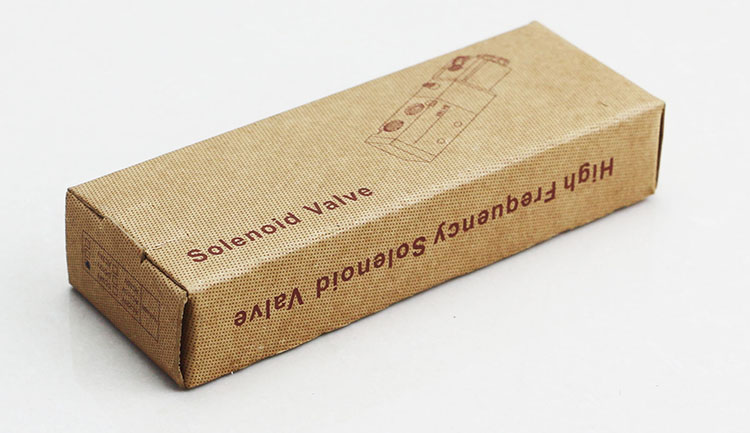 Solenoid Valve
High Frequency Solenoid Valve